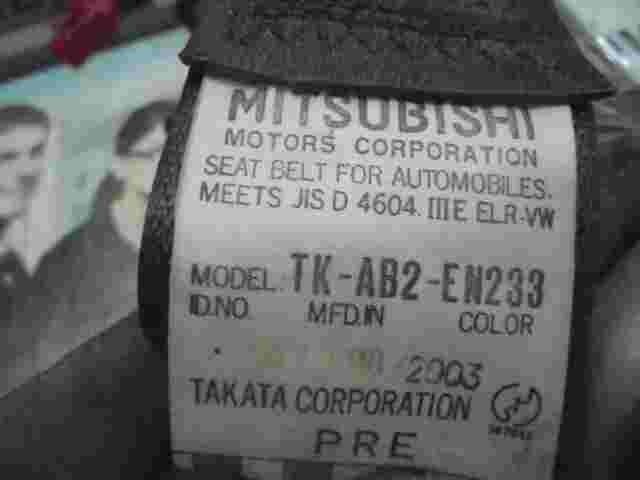 MITSUBISHI
MOTORS CORPORATION
SEAT BELT FOR AUTOMOBILES.
MEETS JIS D 4604. III E ELR-VW
MODEL. TK-AB2-EN233
ID.NO. MFD.IN COLOR
2003
TAKATA CORPORATION
PRE